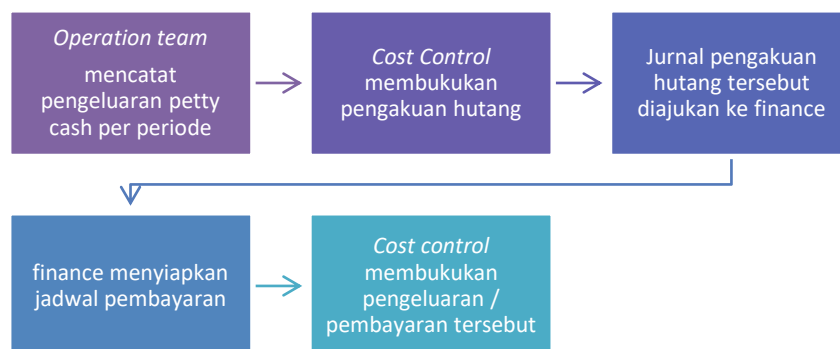 Operation team
mencatat
pengeluaran petty
cash per periode
Cost Control
membukukan
pengakuan hutang
Jurnal pengakuan
hutang tersebut
diajukan ke finance
finance menyiapkan
jadwal pembayaran
Cost control
membukukan
pengeluaran /
pembayaran tersebut